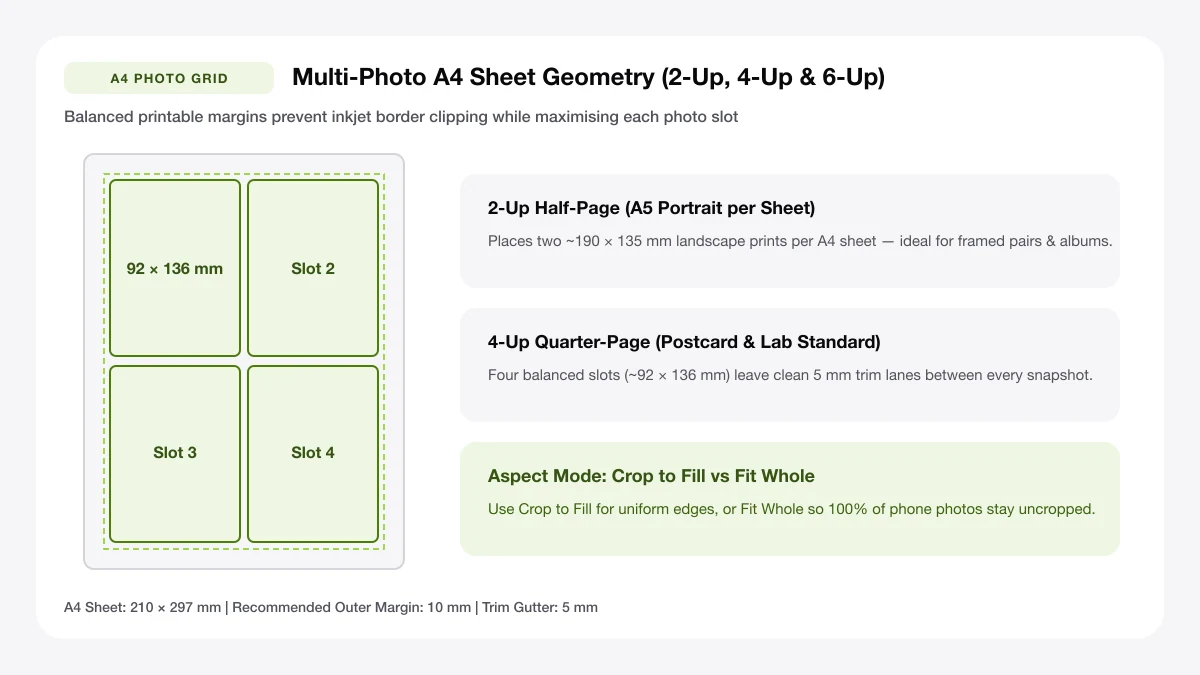 A4 PHOTO GRID
Multi-Photo A4 Sheet Geometry (2-Up, 4-Up & 6-Up)
Balanced printable margins prevent inkjet border clipping while maximising each photo slot
92 × 136 mm
Slot 2
Slot 3
Slot 4
2-Up Half-Page (A5 Portrait per Sheet)
Places two ~190 × 135 mm landscape prints per A4 sheet — ideal for framed pairs & albums.
4-Up Quarter-Page (Postcard & Lab Standard)
Four balanced slots (~92 × 136 mm) leave clean 5 mm trim lanes between every snapshot.
Aspect Mode: Crop to Fill vs Fit Whole
Use Crop to Fill for uniform edges, or Fit Whole so 100% of phone photos stay uncropped.
A4 Sheet: 210 × 297 mm | Recommended Outer Margin: 10 mm | Trim Gutter: 5 mm